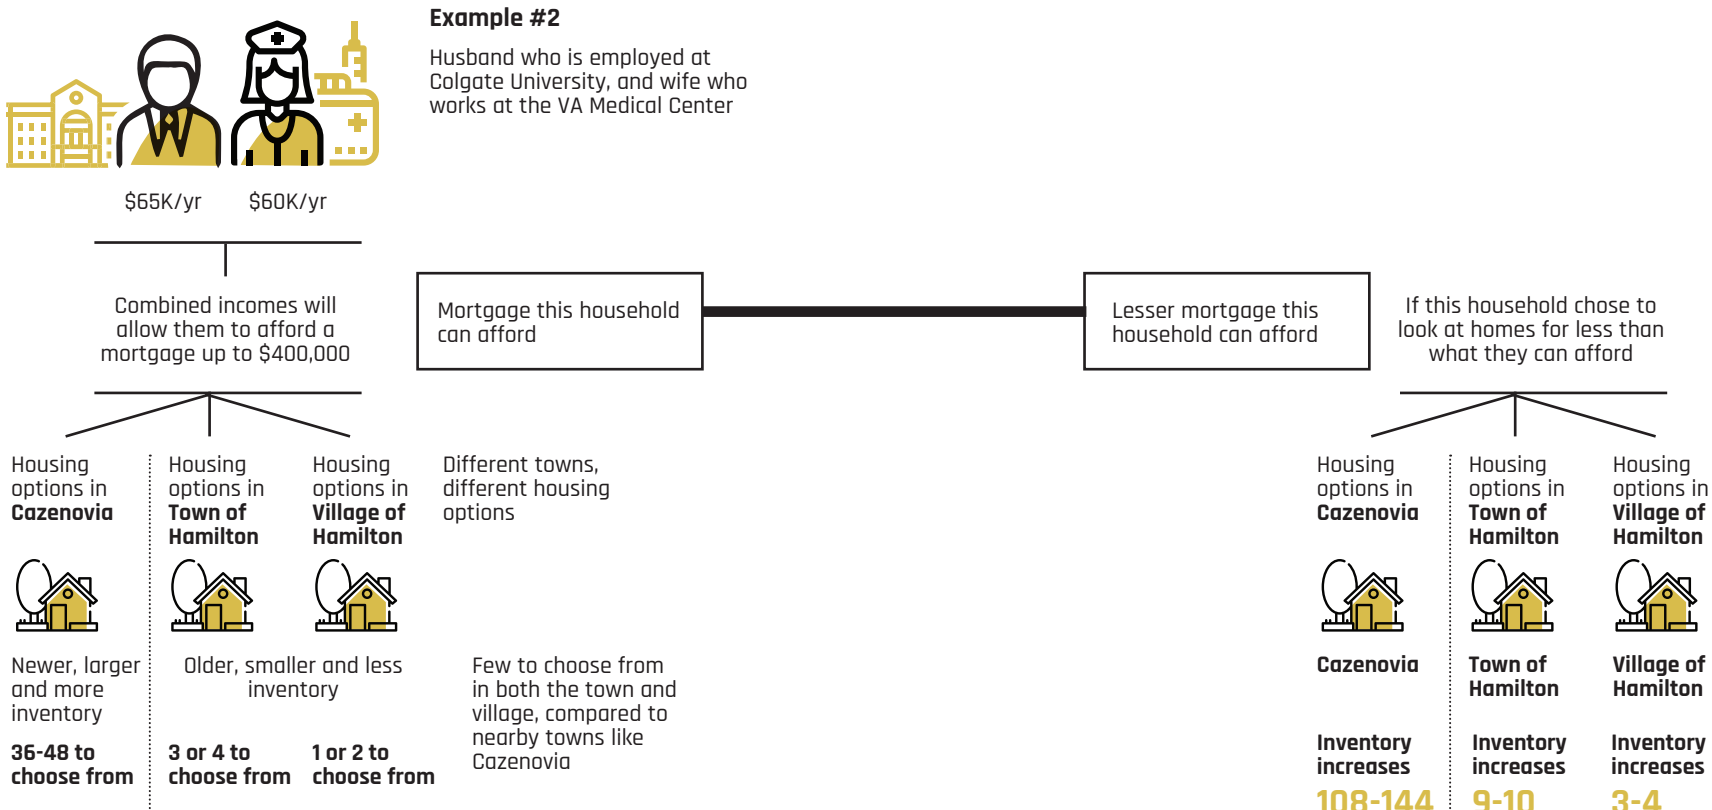 Example #2
Husband who is employed at
Colgate University, and wife who
works at the VA Medical Center
$65K/yr
$60K/yr
Combined incomes will
allow them to afford a
mortgage up to $400,000
Mortgage this household
can afford
Lesser mortgage this
household can afford
If this household chose to
look at homes for less than
what they can afford
Housing
options in
Cazenovia
Housing
options in
Town of
Hamilton
Housing
options in
Village of
Hamilton
Different towns,
different housing
options
Newer, larger
and more
inventory
Older, smaller and less
inventory
Few to choose from
in both the town and
village, compared to
nearby towns like
Cazenovia
36-48 to
choose from
3 or 4 to
choose from
1 or 2 to
choose from
Housing
options in
Cazenovia
Housing
options in
Town of
Hamilton
Housing
options in
Village of
Hamilton
Cazenovia
Town of
Hamilton
Village of
Hamilton
Inventory
increases
108-144
Inventory
increases
9-10
Inventory
increases
3-4